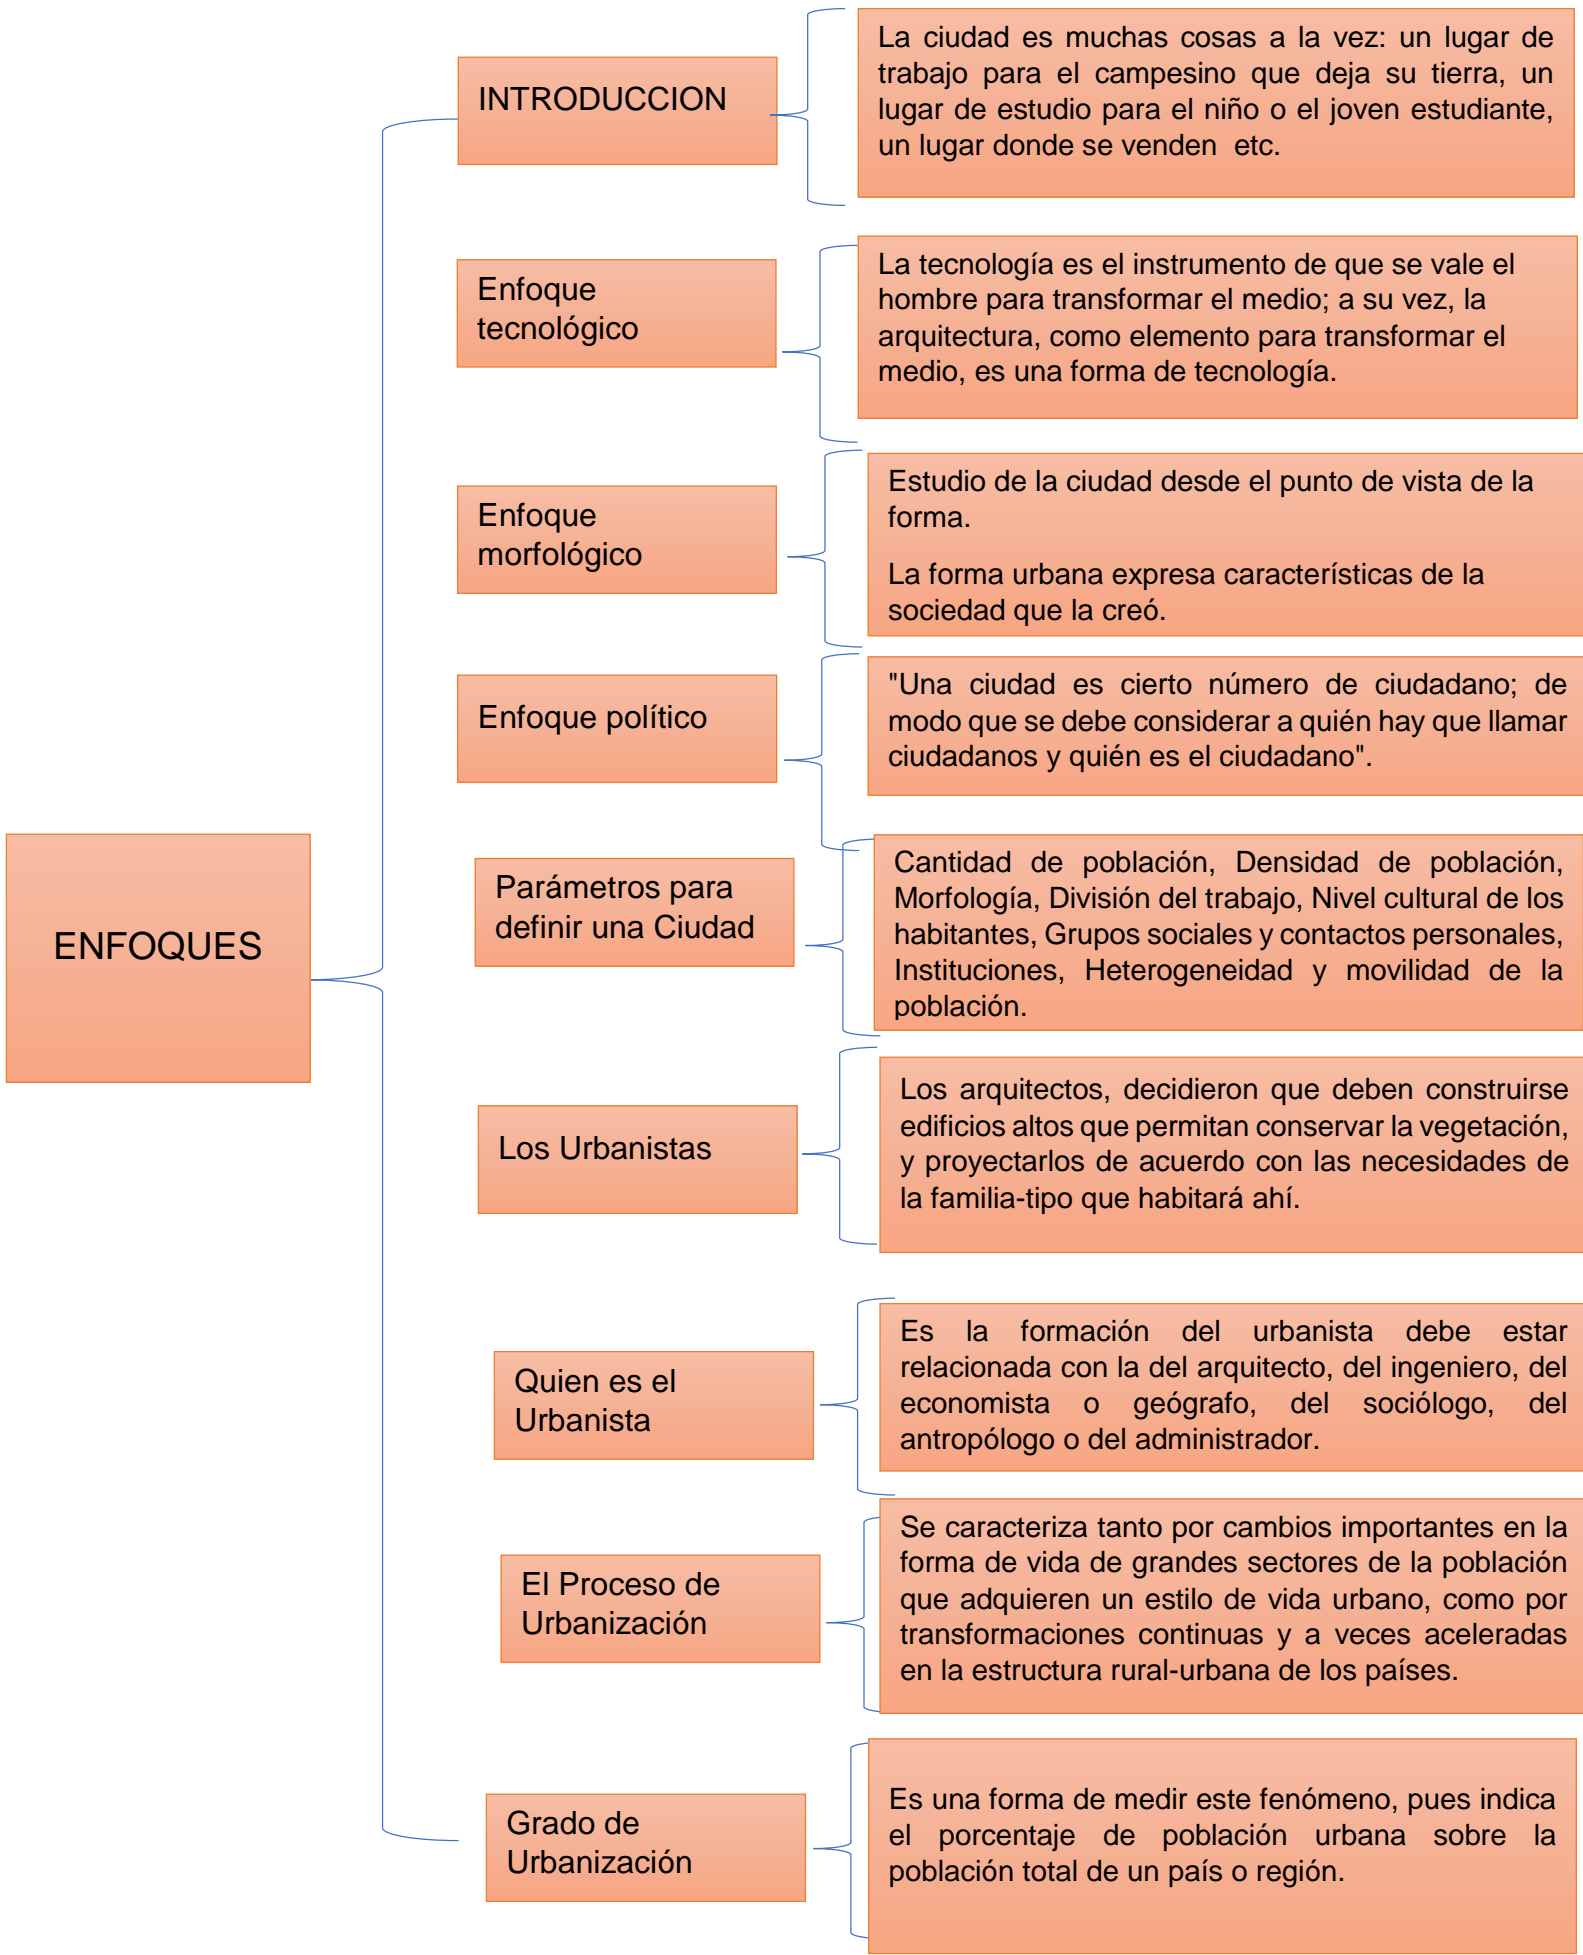 INTRODUCCION
La ciudad es muchas cosas a la vez: un lugar de
trabajo para el campesino que deja su tierra, un
lugar de estudio para el niño o el joven estudiante,
un lugar donde se venden  etc.
Enfoque
tecnológico
La tecnología es el instrumento de que se vale el
hombre para transformar el medio; a su vez, la
arquitectura, como elemento para transformar el
medio, es una forma de tecnología.
Enfoque
morfológico
Estudio de la ciudad desde el punto de vista de la
forma.
La forma urbana expresa características de la
sociedad que la creó.
Enfoque político
"Una ciudad es cierto número de ciudadano; de
modo que se debe considerar a quién hay que llamar
ciudadanos y quién es el ciudadano".
ENFOQUES
Parámetros para
definir una Ciudad
Cantidad de población, Densidad de población,
Morfología, División del trabajo, Nivel cultural de los
habitantes, Grupos sociales y contactos personales,
Instituciones, Heterogeneidad y movilidad de la
población.
Los Urbanistas
Los arquitectos, decidieron que deben construirse
edificios altos que permitan conservar la vegetación,
y proyectarlos de acuerdo con las necesidades de
la familia-tipo que habitará ahí.
Quien es el
Urbanista
Es la formación del urbanista debe estar
relacionada con la del arquitecto, del ingeniero, del
economista o geógrafo, del sociólogo, del
antropólogo o del administrador.
El Proceso de
Urbanización
Se caracteriza tanto por cambios importantes en la
forma de vida de grandes sectores de la población
que adquieren un estilo de vida urbano, como por
transformaciones continuas y a veces aceleradas
en la estructura rural-urbana de los países.
Grado de
Urbanización
Es una forma de medir este fenómeno, pues indica
el porcentaje de población urbana sobre la
población total de un país o región.